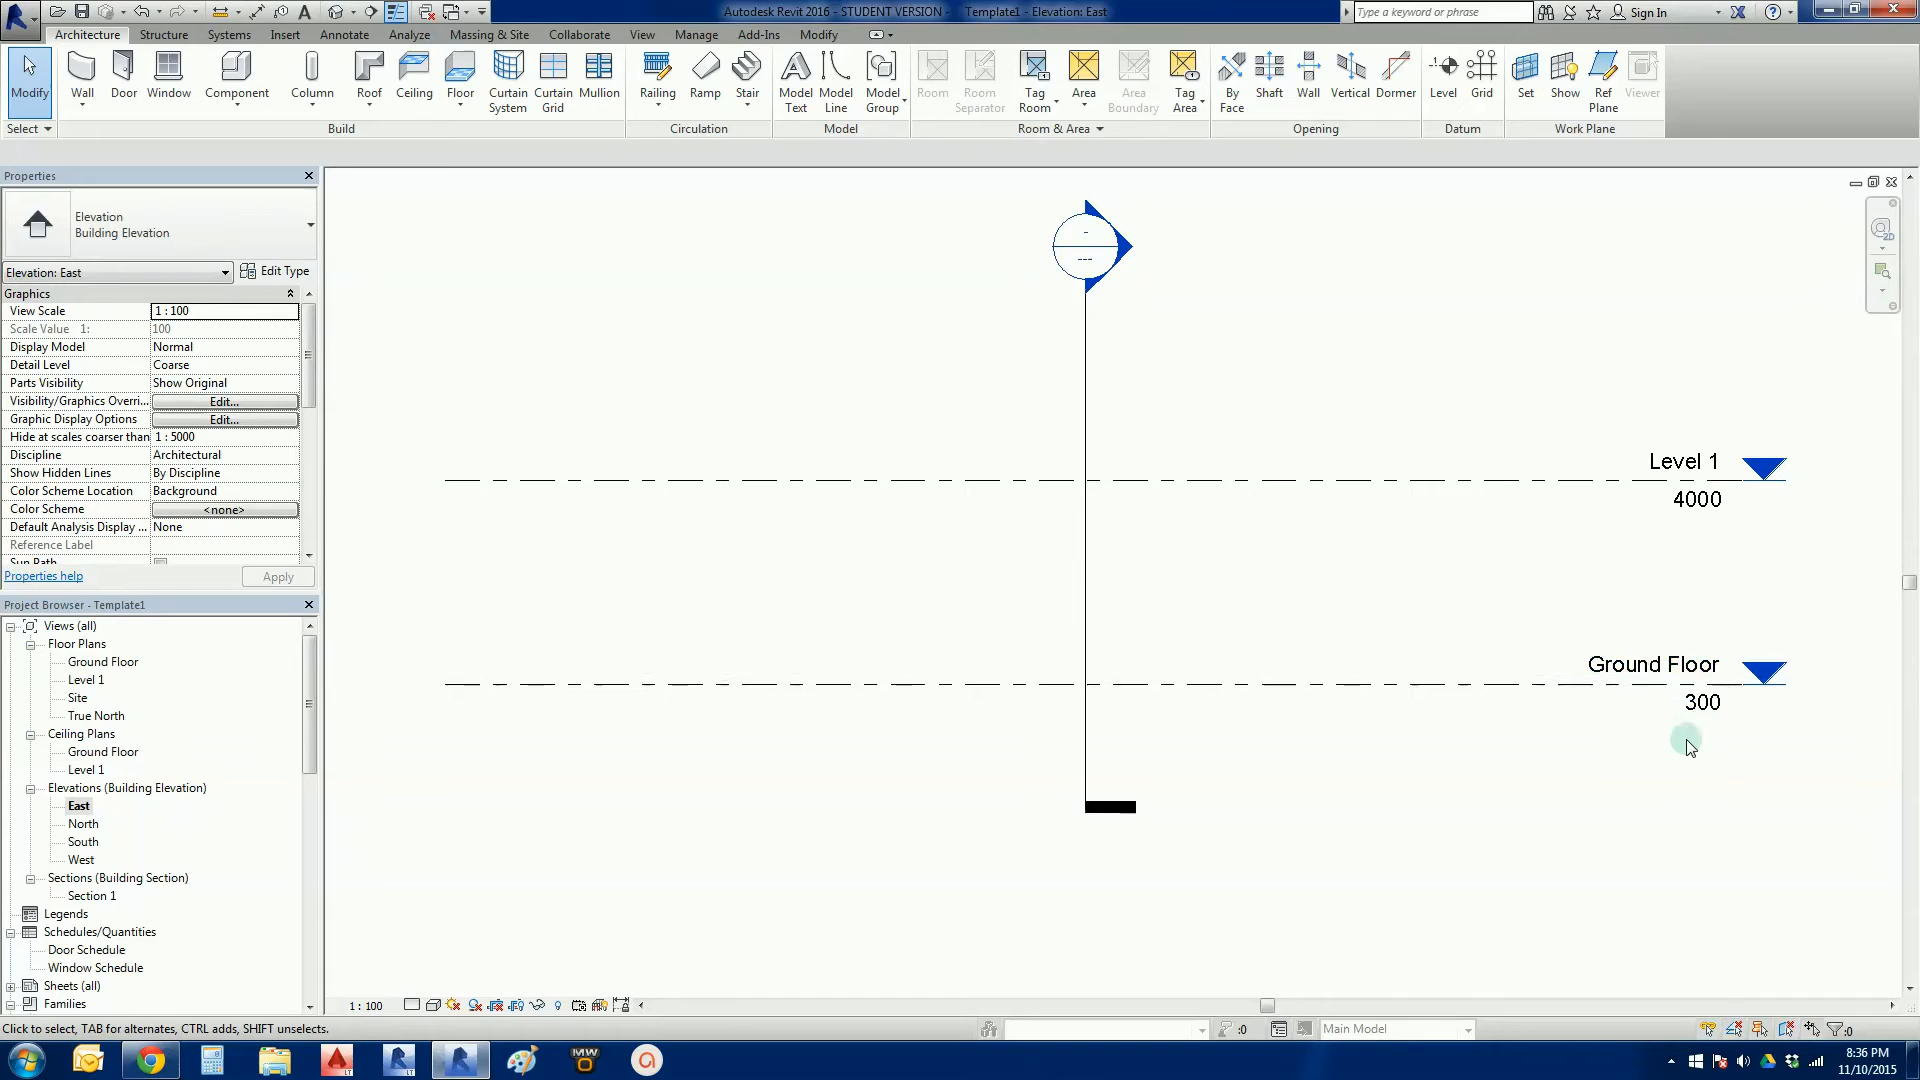 Autodesk Revit 2016 - STUDENT VERSION - Template1 - Elevation: East
Type a keyword or phrase
Sign In
Architecture Structure Systems Insert Annotate Analyze Massing & Site Collaborate View Manage Add-Ins Modify
Modify Wall Door Window Component Column Roof Ceiling Floor Curtain System Curtain Grid Mullion Railing Ramp Stair Model Text Model Line Model Group Room Room Separator Tag Room Area Area Boundary Tag Area By Face Shaft Wall Vertical Dormer Level Grid Set Show Ref Plane Viewer
Select Build Circulation Model Room & Area Opening Datum Work Plane
Properties
Elevation
Building Elevation
Elevation: East Edit Type
Graphics
View Scale 1 : 100
Scale Value 1: 100
Display Model Normal
Detail Level Coarse
Parts Visibility Show Original
Visibility/Graphics Overri... Edit...
Graphic Display Options Edit...
Hide at scales coarser than 1 : 5000
Discipline Architectural
Show Hidden Lines By Discipline
Color Scheme Location Background
Color Scheme <none>
Default Analysis Display ... None
Reference Label
Sun Path
Properties help Apply
Project Browser - Template1
Views (all)
Floor Plans
Ground Floor
Level 1
Site
True North
Ceiling Plans
Ground Floor
Level 1
Elevations (Building Elevation)
East
North
South
West
Sections (Building Section)
Section 1
Legends
Schedules/Quantities
Door Schedule
Window Schedule
Sheets (all)
Families
-
---
Level 1
4000
Ground Floor
300
2D
1 : 100
Click to select, TAB for alternates, CTRL adds, SHIFT unselects.
:0
Main Model
:0
LT
LT
MW
8:36 PM
11/10/2015